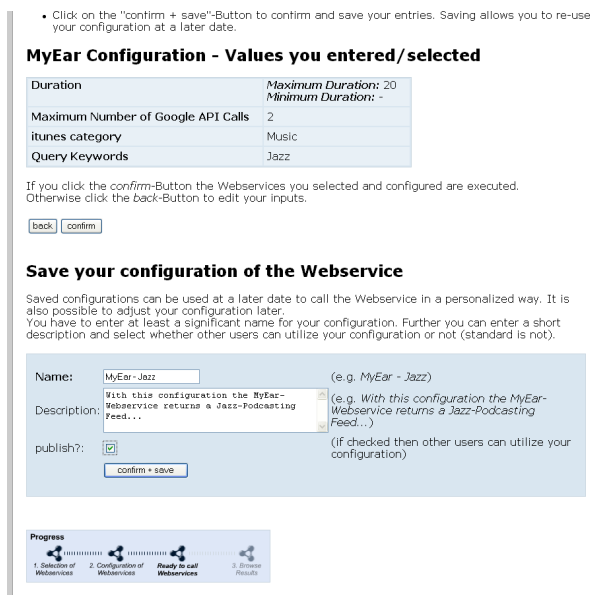 • Click on the "confirm + save"-Button to confirm and save your entries. Saving allows you to re-use
your configuration at a later date.
MyEar Configuration - Values you entered/selected
Duration Maximum Duration: 20
Minimum Duration: -
Maximum Number of Google API Calls 2
itunes category Music
Query Keywords Jazz
If you click the confirm-Button the Webservices you selected and configured are executed.
Otherwise click the back-Button to edit your inputs.
back confirm
Save your configuration of the Webservice
Saved configurations can be used at a later date to call the Webservice in a personalized way. It is
also possible to adjust your configuration later.
You have to enter at least a significant name for your configuration. Further you can enter a short
description and select whether other users can utilize your configuration or not (standard is not).
Name: MyEar-Jazz (e.g. MyEar - Jazz)
Description: With this configuration the MyEar-
Webservice returns a Jazz-Podcasting
Feed...
(e.g. With this configuration the MyEar-
Webservice returns a Jazz-Podcasting
Feed...)
publish?: (if checked then other users can utilize your
configuration)
confirm + save
Progress
1. Selection of
Webservices
2. Configuration of
Webservices
Ready to call
Webservices
3. Browse
Results